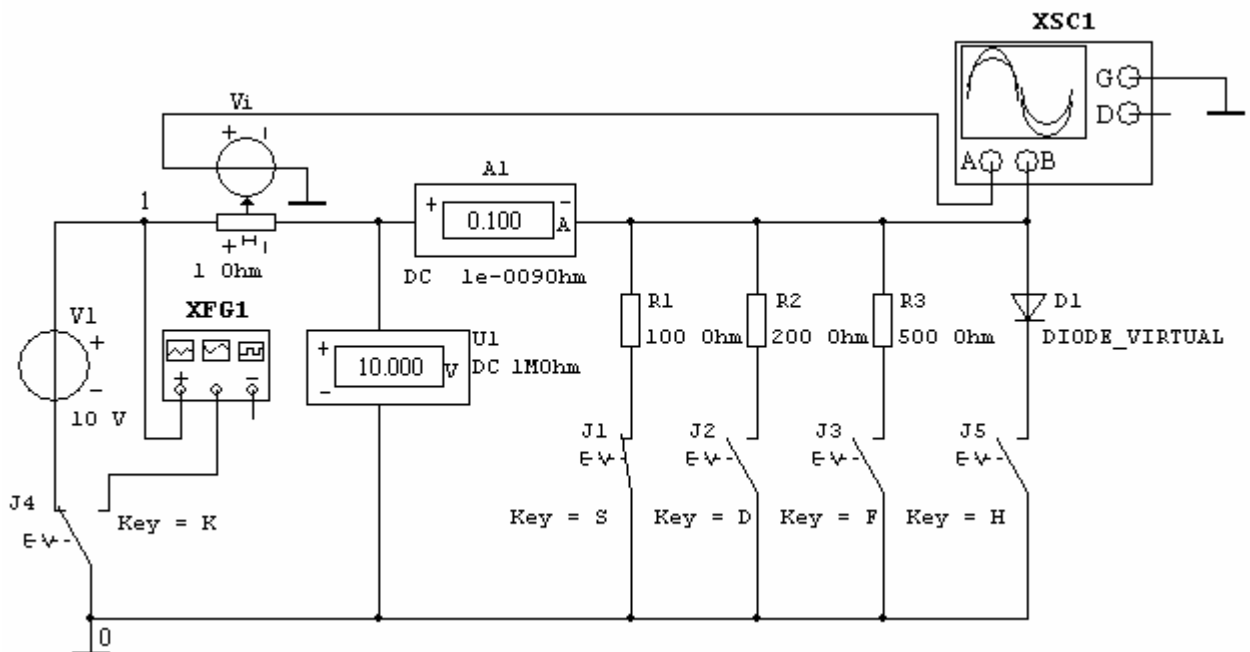 XSC1
G
D
A
B
Vi
+
-
A1
+
0.100
-
A
DC 1e-009Ohm
1
+
-
1 Ohm
XFG1
+
-
V1
+
-
10 V
U1
+
10.000
V
-
DC 1MOhm
R1
100 Ohm
R2
200 Ohm
R3
500 Ohm
D1
DIODE_VIRTUAL
J1
J2
J3
J5
J4
Key = K
Key = S
Key = D
Key = F
Key = H
0